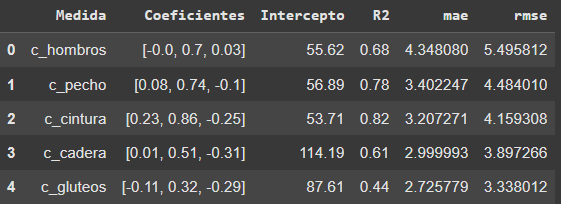 Medida Coeficientes Intercepto R2 mae rmse
0 c_hombros [-0.0, 0.7, 0.03] 55.62 0.68 4.348080 5.495812
1 c_pecho [0.08, 0.74, -0.1] 56.89 0.78 3.402247 4.484010
2 c_cintura [0.23, 0.86, -0.25] 53.71 0.82 3.207271 4.159308
3 c_cadera [0.01, 0.51, -0.31] 114.19 0.61 2.999993 3.897266
4 c_gluteos [-0.11, 0.32, -0.29] 87.61 0.44 2.725779 3.338012